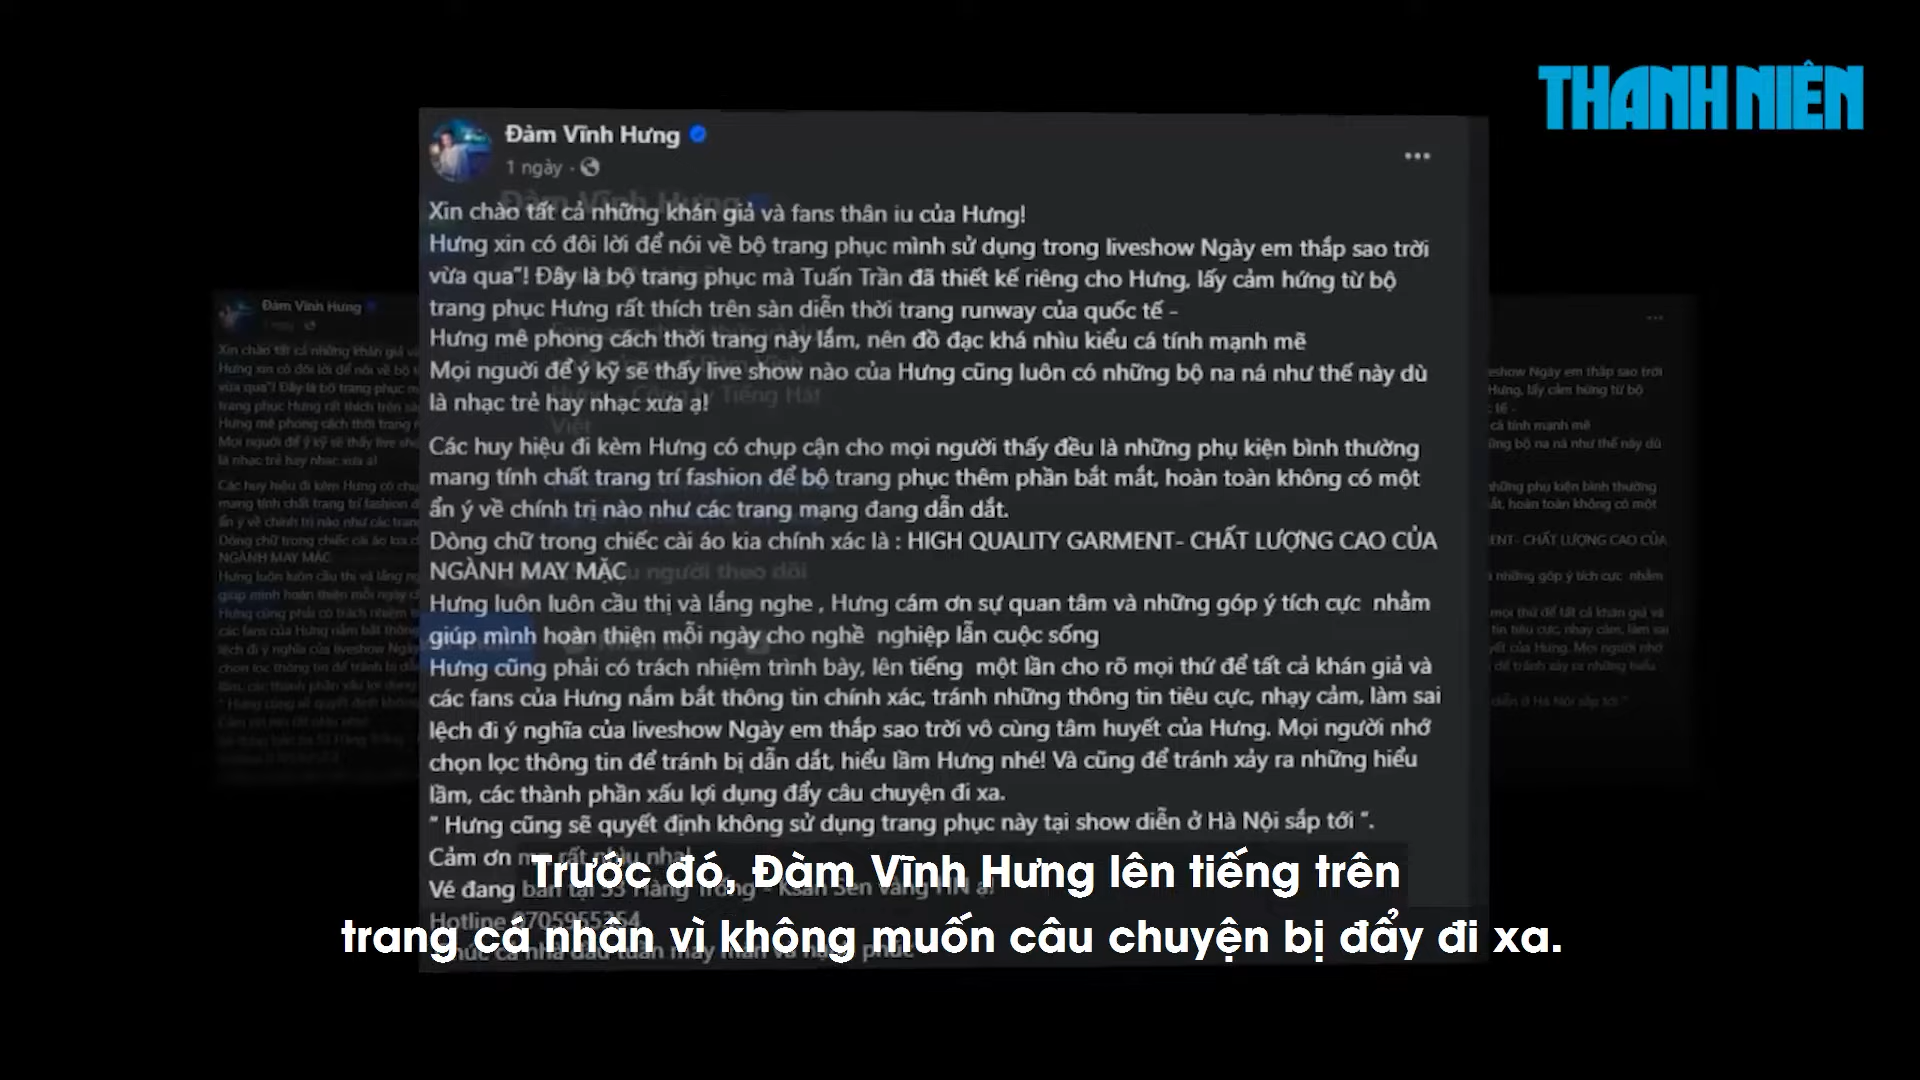 THANH NIÊN
Đàm Vĩnh Hưng
1 ngày ·
Xin chào tất cả những khán giả và fans thân iu của Hưng!
Hưng xin có đôi lời để nói về bộ trang phục mình sử dụng trong liveshow Ngày em thắp sao trời
vừa qua"! Đây là bộ trang phục mà Tuấn Trần đã thiết kế riêng cho Hưng, lấy cảm hứng từ bộ
trang phục Hưng rất thích trên sàn diễn thời trang runway của quốc tế -
Hưng mê phong cách thời trang này lắm, nên đồ đạc khá nhìu kiểu cá tính mạnh mẽ
Mọi nguời để ý kỹ sẽ thấy live show nào của Hưng cũng luôn có những bộ na ná như thế này dù
là nhạc trẻ hay nhạc xưa ạ!
Các huy hiệu đi kèm Hưng có chụp cận cho mọi người thấy đều là những phụ kiện bình thường
mang tính chất trang trí fashion để bộ trang phục thêm phần bắt mắt, hoàn toàn không có một
ẩn ý về chính trị nào như các trang mạng đang dẫn dắt.
Dòng chữ trong chiếc cài áo kia chính xác là : HIGH QUALITY GARMENT- CHẤT LƯỢNG CAO CỦA
NGÀNH MAY MẶC
Hưng luôn luôn cầu thị và lắng nghe , Hưng cám ơn sự quan tâm và những góp ý tích cực nhằm
giúp mình hoàn thiện mỗi ngày cho nghề nghiệp lẫn cuộc sống
Hưng cũng phải có trách nhiệm trình bày, lên tiếng một lần cho rõ mọi thứ để tất cả khán giả và
các fans của Hưng nắm bắt thông tin chính xác, tránh những thông tin tiêu cực, nhạy cảm, làm sai
lệch đi ý nghĩa của liveshow Ngày em thắp sao trời vô cùng tâm huyết của Hưng. Mọi người nhớ
chọn lọc thông tin để tránh bị dẫn dắt, hiểu lầm Hưng nhé! Và cũng để tránh xảy ra những hiểu
lầm, các thành phần xấu lợi dụng đẩy câu chuyện đi xa.
" Hưng cũng sẽ quyết định không sử dụng trang phục này tại show diễn ở Hà Nội sắp tới ".
Cảm ơn
Vé đang
Hotline
Trước đó, Đàm Vĩnh Hưng lên tiếng trên
trang cá nhân vì không muốn câu chuyện bị đẩy đi xa.